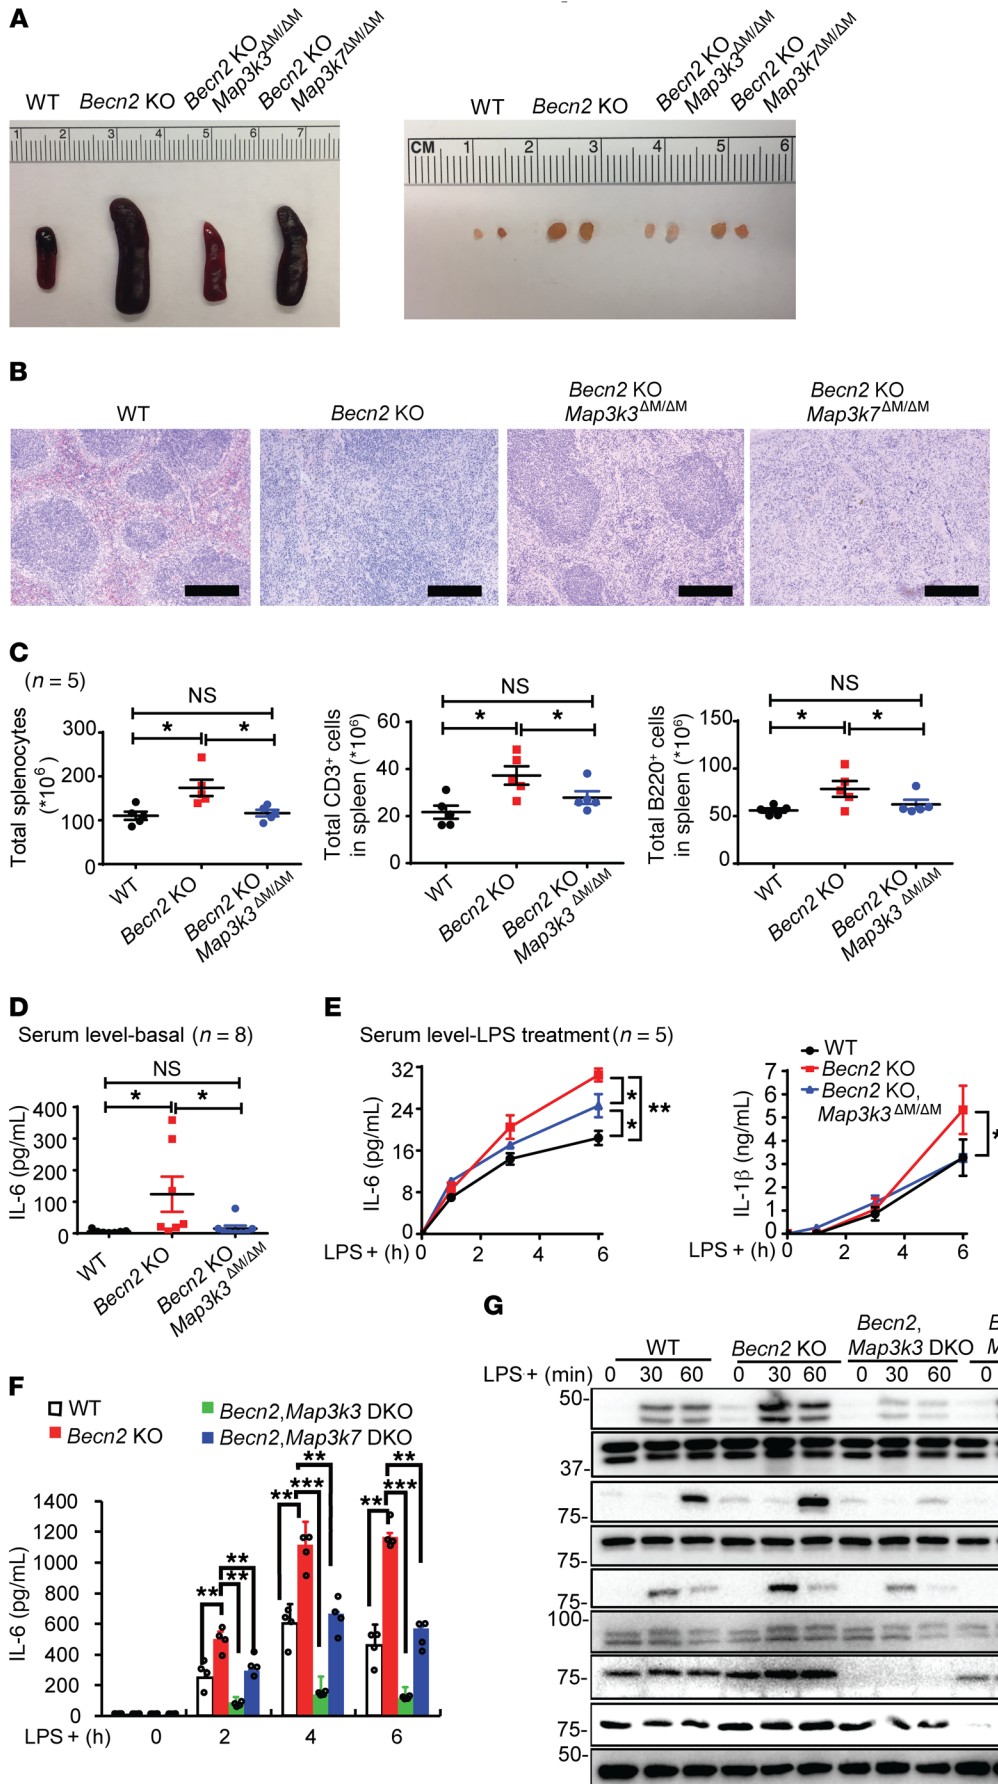 A
WT
Becn2 KO
Becn2 KO
Map3k3ΔM/ΔM
Becn2 KO
Map3k7ΔM/ΔM
1 2 3 4 5 6 7
WT
Becn2 KO
Becn2 KO
Map3k3ΔM/ΔM
Becn2 KO
Map3k7ΔM/ΔM
CM 1 2 3 4 5 6
B
WT
Becn2 KO
Becn2 KO
Map3k3ΔM/ΔM
Becn2 KO
Map3k7ΔM/ΔM
C
(n = 5)
Total splenocytes
(*10⁶)
300
200
100
0
NS
* *
WT
Becn2 KO
Becn2 KO
Map3k3 ΔM/ΔM
Total CD3⁺ cells
in spleen (*10⁶)
60
40
20
0
NS
* *
WT
Becn2 KO
Becn2 KO
Map3k3 ΔM/ΔM
Total B220⁺ cells
in spleen (*10⁶)
150
100
50
0
NS
* *
WT
Becn2 KO
Becn2 KO
Map3k3 ΔM/ΔM
D
Serum level-basal (n = 8)
NS
* *
IL-6 (pg/mL)
400
300
200
100
0
WT
Becn2 KO
Becn2 KO
Map3k3 ΔM/ΔM
E
Serum level-LPS treatment (n = 5)
IL-6 (pg/mL)
32
24
16
8
0
* **
*
LPS + (h) 0 2 4 6
WT
Becn2 KO
Becn2 KO,
Map3k3 ΔM/ΔM
IL-1β (ng/mL)
7
6
5
4
3
2
1
0
*
LPS + (h) 0 2 4 6
F
WT
Becn2 KO
Becn2,Map3k3 DKO
Becn2,Map3k7 DKO
IL-6 (pg/mL)
1400
1200
1000
800
600
400
200
0
** ** **
** *** **
** *** **
LPS + (h) 0 2 4 6
G
WT
Becn2 KO
Becn2,
Map3k3 DKO
LPS + (min) 0 30 60 0 30 60 0 30 60 0
50-
37-
75-
75-
75-
100-
75-
75-
50-